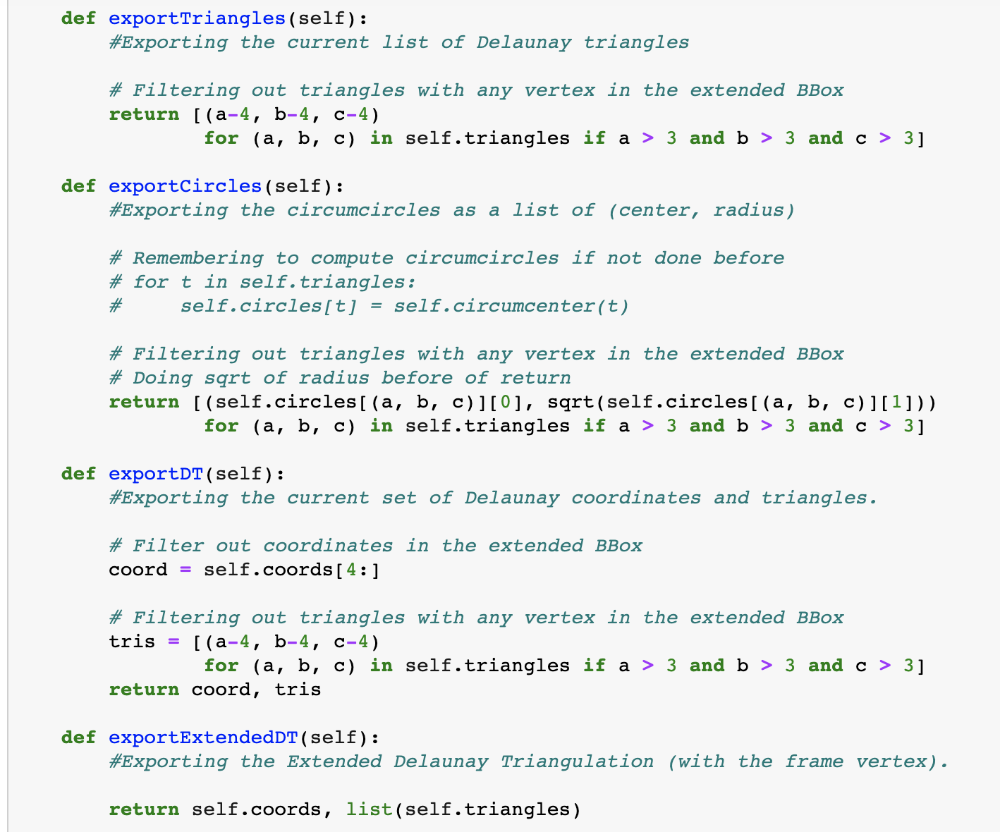 def exportTriangles(self):
    #Exporting the current list of Delaunay triangles
    # Filtering out triangles with any vertex in the extended BBox
    return [(a-4, b-4, c-4)
            for (a, b, c) in self.triangles if a > 3 and b > 3 and c > 3]
def exportCircles(self):
    #Exporting the circumcircles as a list of (center, radius)
    # Remembering to compute circumcircles if not done before
    # for t in self.triangles:
    #     self.circles[t] = self.circumcenter(t)
    # Filtering out triangles with any vertex in the extended BBox
    # Doing sqrt of radius before of return
    return [(self.circles[(a, b, c)][0], sqrt(self.circles[(a, b, c)][1]))
            for (a, b, c) in self.triangles if a > 3 and b > 3 and c > 3]
def exportDT(self):
    #Exporting the current set of Delaunay coordinates and triangles.
    # Filter out coordinates in the extended BBox
    coord = self.coords[4:]
    # Filtering out triangles with any vertex in the extended BBox
    tris = [(a-4, b-4, c-4)
            for (a, b, c) in self.triangles if a > 3 and b > 3 and c > 3]
    return coord, tris
def exportExtendedDT(self):
    #Exporting the Extended Delaunay Triangulation (with the frame vertex).
    return self.coords, list(self.triangles)